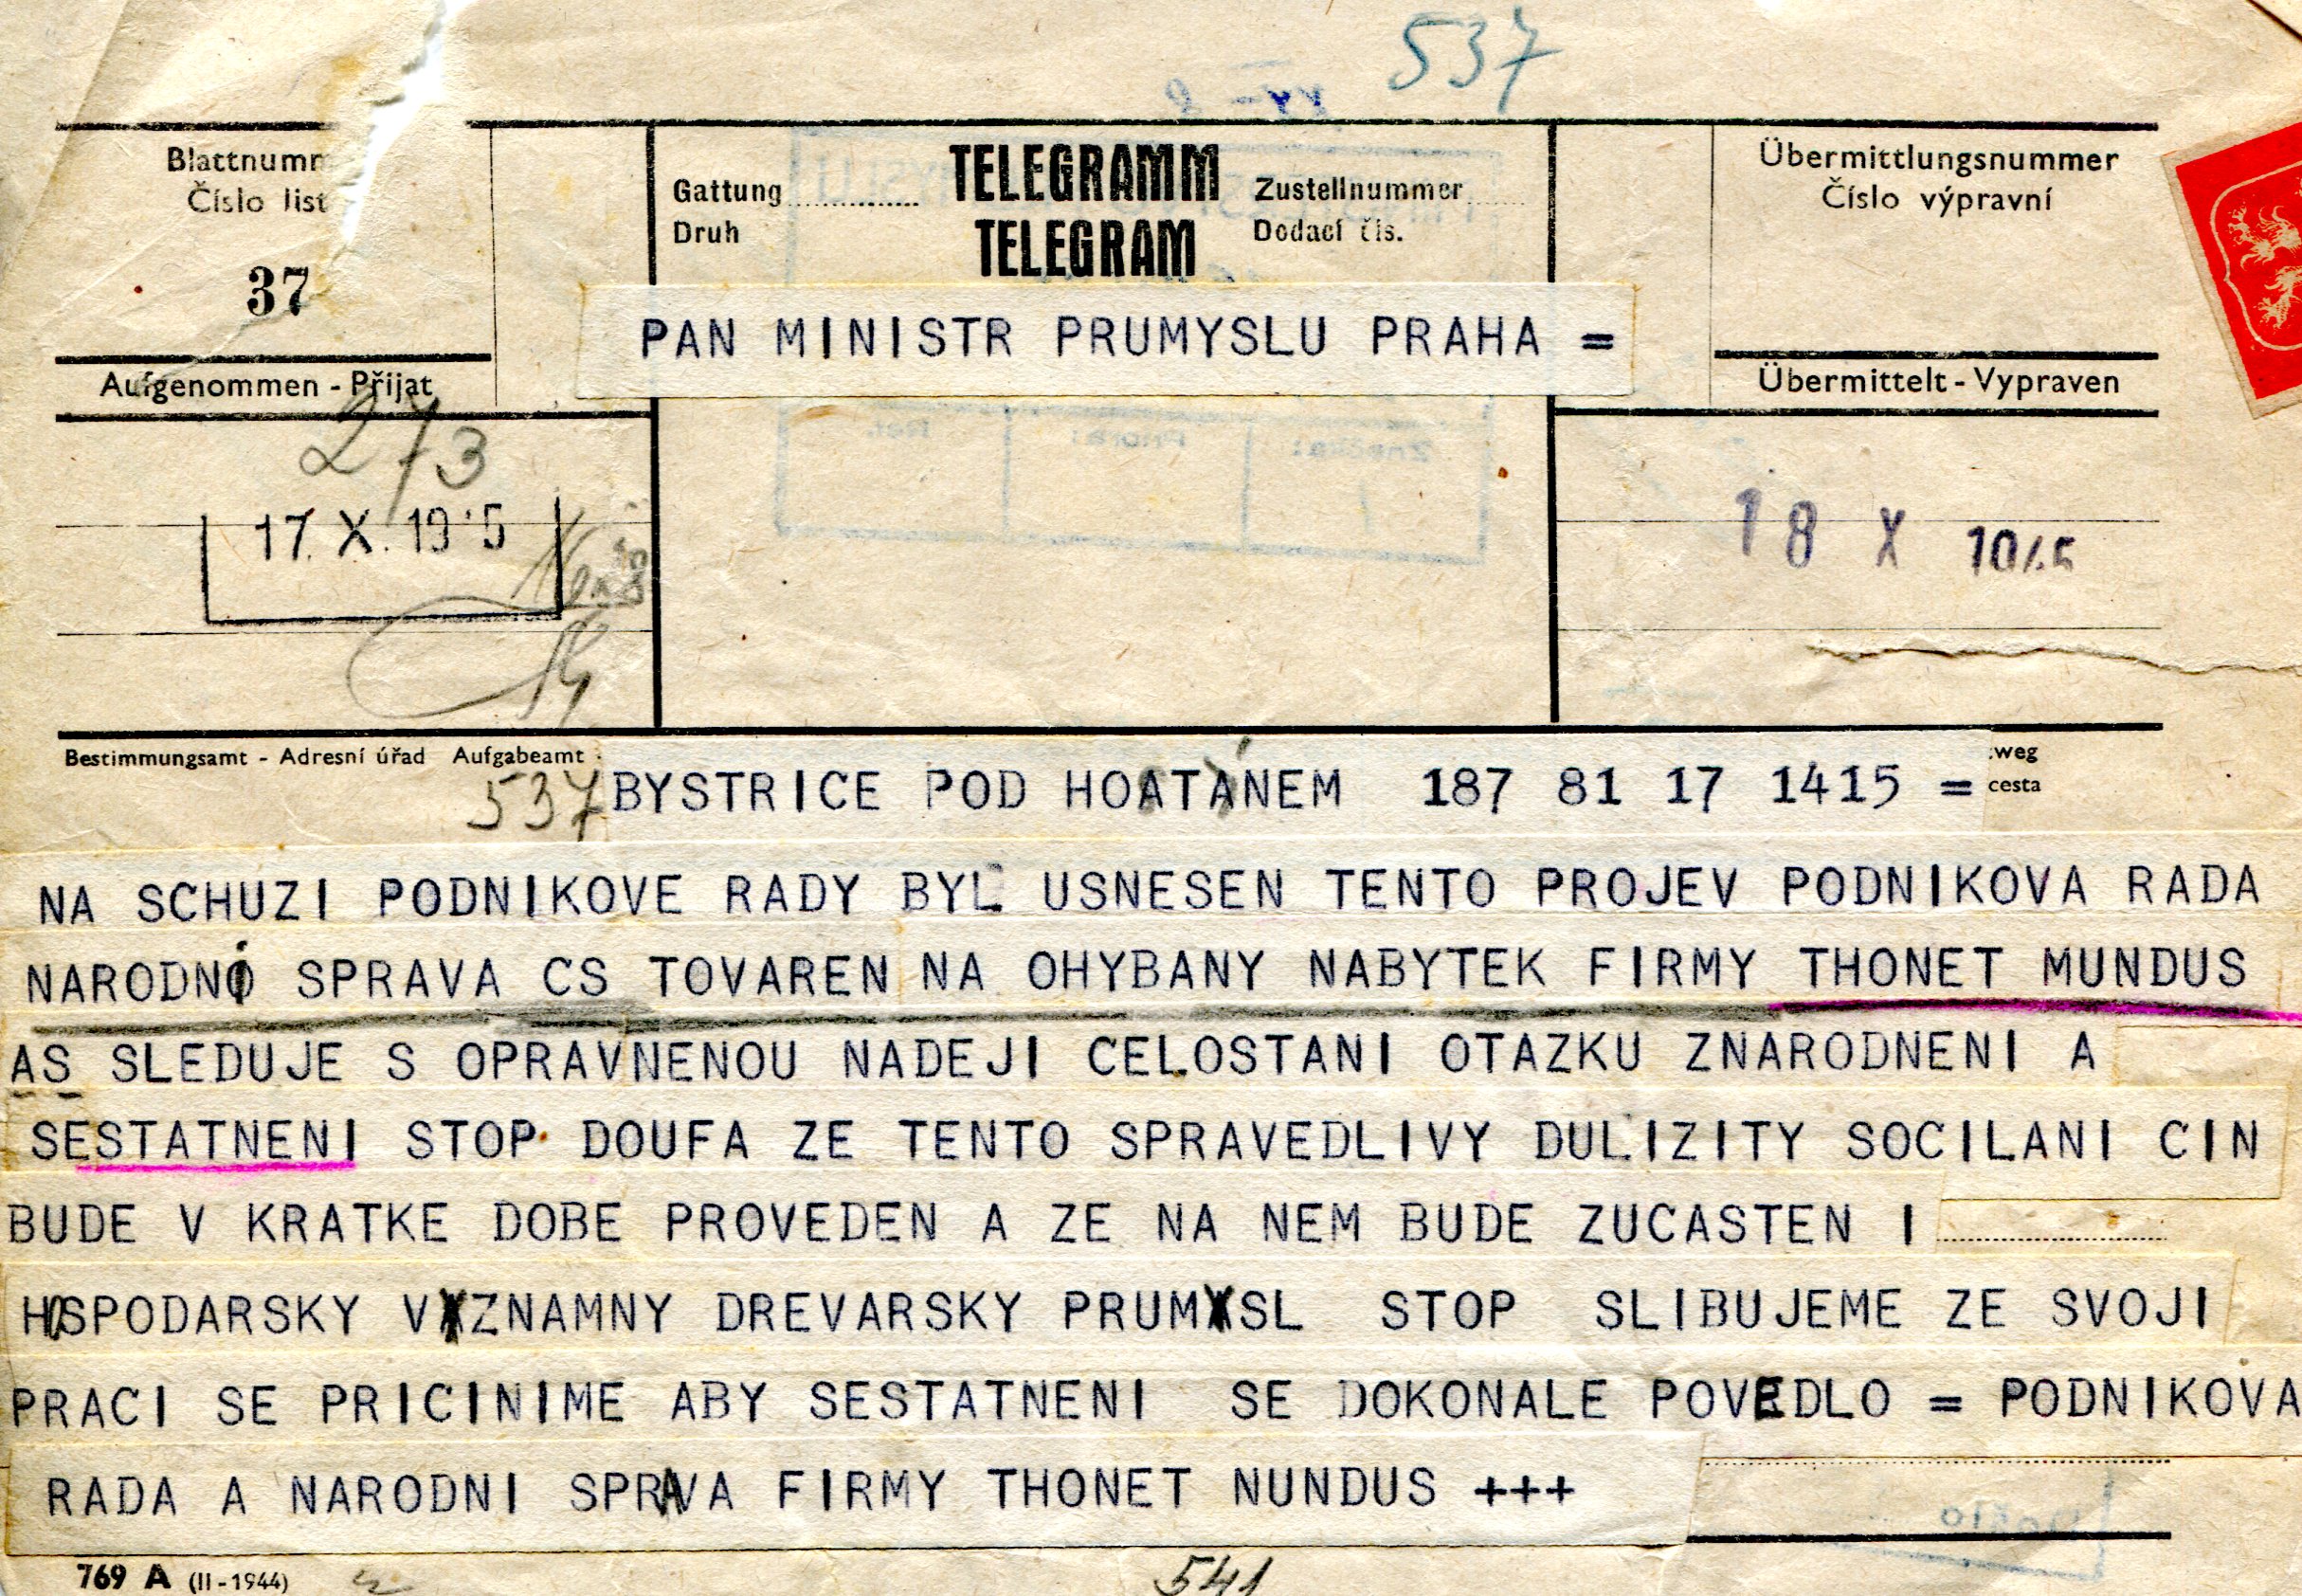 537
Blattnumm
Číslo list
37
Gattung
Druh
TELEGRAMM
TELEGRAM
Zustellnummer
Dodací čís.
Übermittlungsnummer
Číslo výpravní
PAN MINISTR PRUMYSLU PRAHA =
Aufgenommen - Přijat
Übermittelt - Vypraven
273
17. X. 19 5
18 X
Bestimmungsamt - Adresní úřad Aufgabeamt
weg
cesta
537 BYSTRICE POD HOATÁNEM 187 81 17 1415 =
NA SCHUZI PODNIKOVE RADY BYL USNESEN TENTO PROJEV PODNIKOVA RADA
NARODNI SPRAVA CS TOVAREN NA OHYBANY NABYTEK FIRMY THONET MUNDUS
AS SLEDUJE S OPRAVNENOU NADEJI CELOSTANI OTAZKU ZNARODNENI A
SESTATNENI STOP DOUFA ZE TENTO SPRAVEDLIVY DULIZITY SOCILANI CIN
BUDE V KRATKE DOBE PROVEDEN A ZE NA NEM BUDE ZUCASTEN I
HOSPODARSKY VYZNAMNY DREVARSKY PRUMYSL STOP SLIBUJEME ZE SVOJI
PRACI SE PRICINIME ABY SESTATNENI SE DOKONALE POVEDLO = PODNIKOVA
RADA A NARODNI SPRAVA FIRMY THONET NUNDUS +++
769 A (II-1944)
541